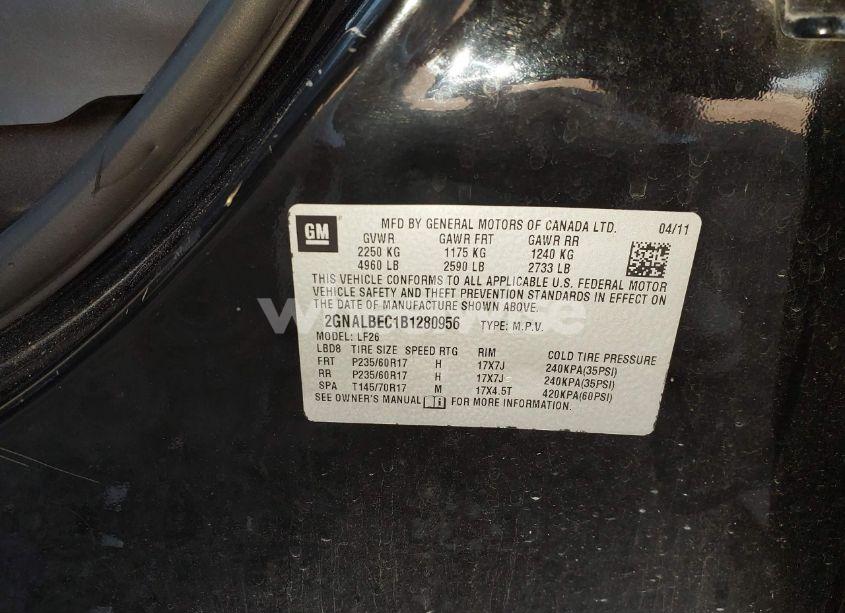 GM
MFD BY GENERAL MOTORS OF CANADA LTD. 04/11
GVWR GAWR FRT GAWR RR
2250 KG 1175 KG 1240 KG
4960 LB 2590 LB 2733 LB
THIS VEHICLE CONFORMS TO ALL APPLICABLE U.S. FEDERAL MOTOR
VEHICLE SAFETY AND THEFT PREVENTION STANDARDS IN EFFECT
ON THE DATE OF MANUFACTURE SHOWN ABOVE.
2GNALBEC1B1280956 TYPE: M.P.V.
MODEL: LF26
LBD8 TIRE SIZE SPEED RTG RIM COLD TIRE PRESSURE
FRT P235/60R17 H 17X7J 240KPA(35PSI)
RR P235/60R17 H 17X7J 240KPA(35PSI)
SPA T145/70R17 M 17X4.5T 420KPA(60PSI)
SEE OWNER'S MANUAL FOR MORE INFORMATION.